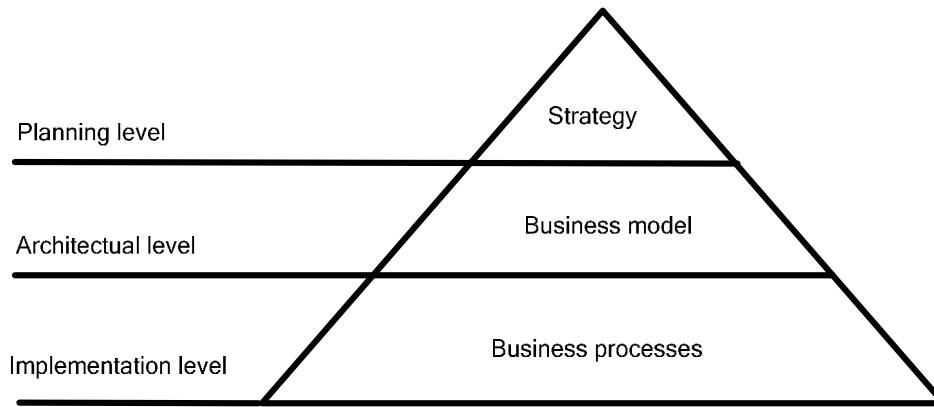 Strategy
Planning level
Business model
Architectual level
Business processes
Implementation level